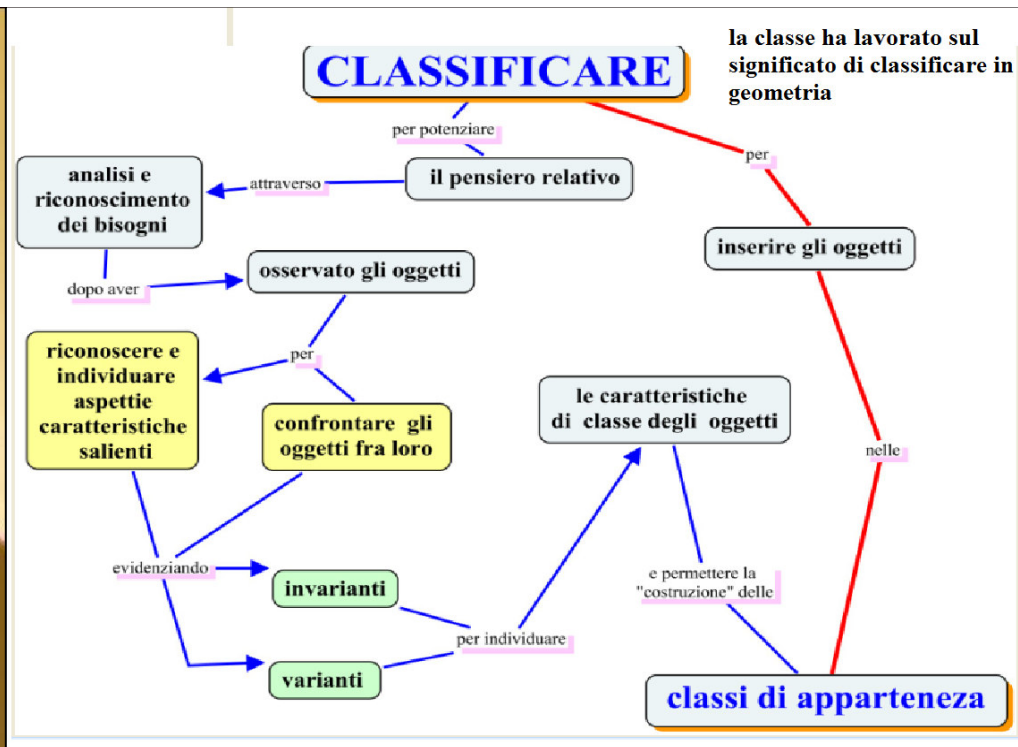 la classe ha lavorato sul
significato di classificare in
geometria
CLASSIFICARE
per potenziare
il pensiero relativo
attraverso
analisi e
riconoscimento
dei bisogni
dopo aver
osservato gli oggetti
per
riconoscere e
individuare
aspettie
caratteristiche
salienti
confrontare gli
oggetti fra loro
evidenziando
invarianti
varianti
per individuare
le caratteristiche
di classe degli oggetti
e permettere la
"costruzione" delle
per
inserire gli oggetti
nelle
classi di apparteneza